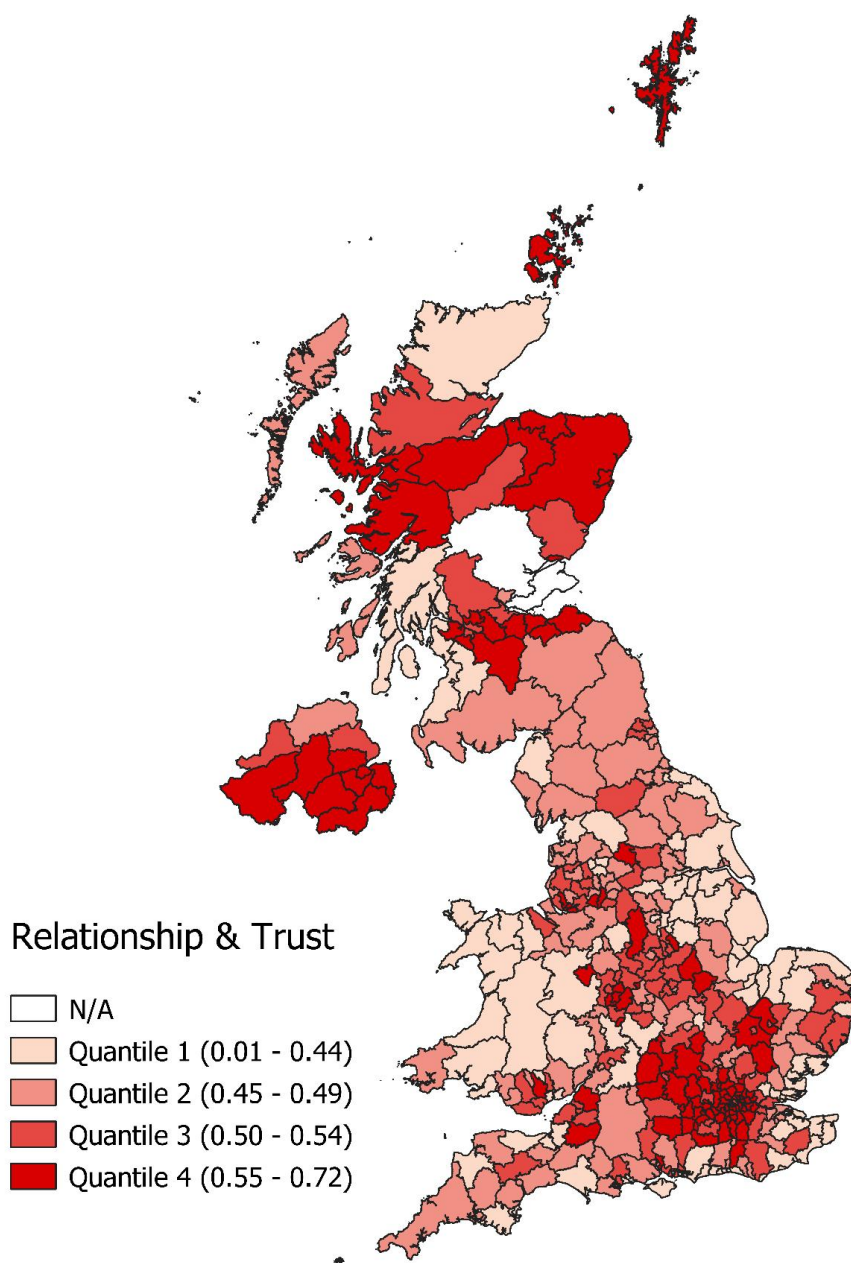 Relationship & Trust
N/A
Quantile 1 (0.01 - 0.44)
Quantile 2 (0.45 - 0.49)
Quantile 3 (0.50 - 0.54)
Quantile 4 (0.55 - 0.72)